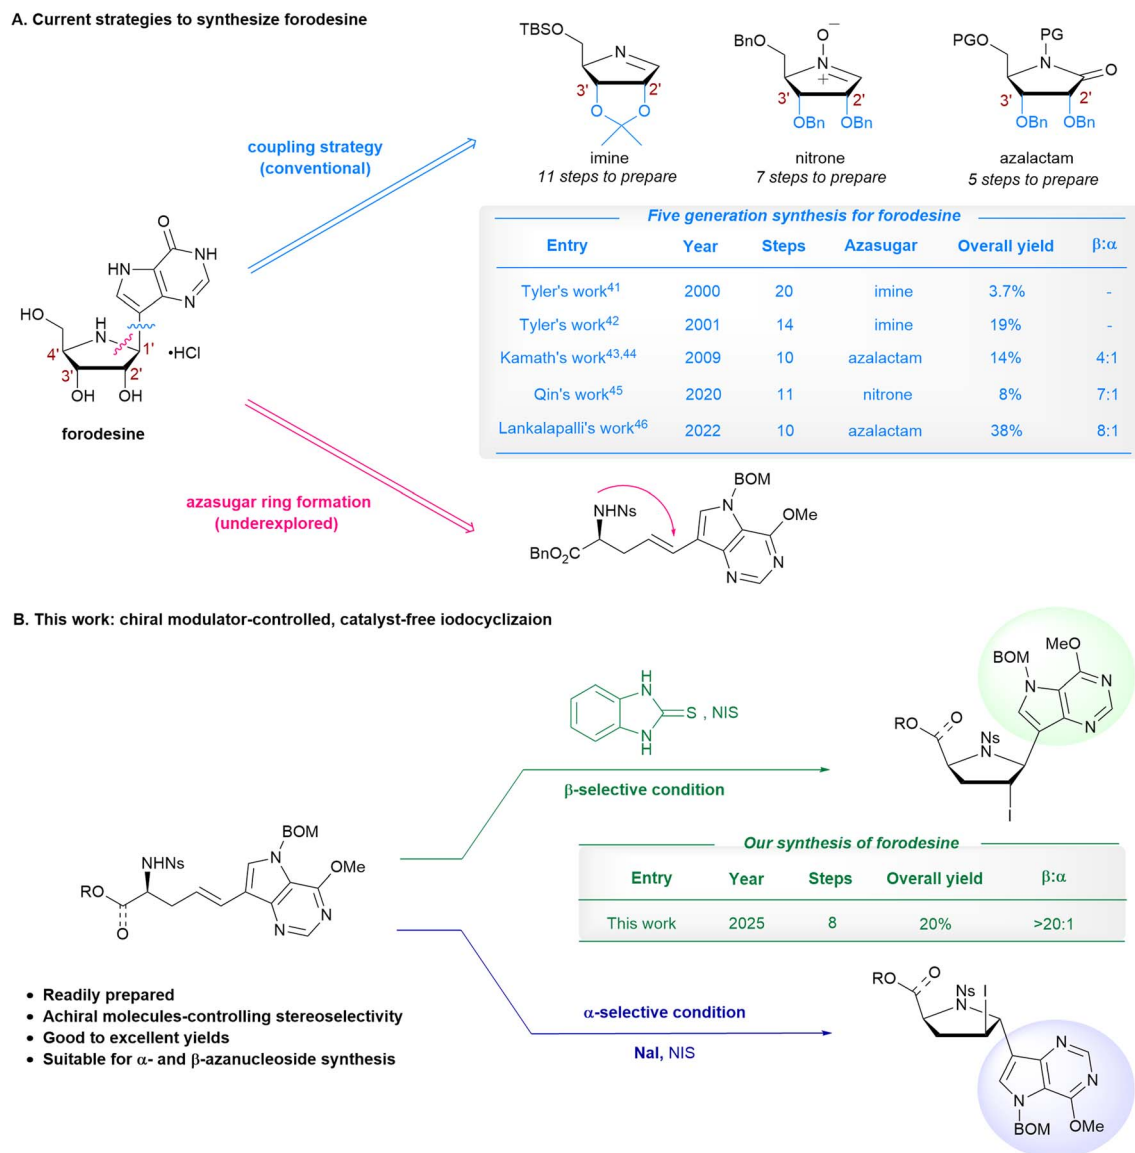 A. Current strategies to synthesize forodesine
TBSO
N
3'
2'
O
O
imine
11 steps to prepare
BnO
O
−
N
+
3'
2'
OBn
OBn
nitrone
7 steps to prepare
PGO
PG
N
O
3'
2'
OBn
OBn
azalactam
5 steps to prepare
coupling strategy
(conventional)
Five generation synthesis for forodesine
Entry Year Steps Azasugar Overall yield β:α
Tyler's work41 2000 20 imine 3.7% -
Tyler's work42 2001 14 imine 19% -
Kamath's work43,44 2009 10 azalactam 14% 4:1
Qin's work45 2020 11 nitrone 8% 7:1
Lankalapalli's work46 2022 10 azalactam 38% 8:1
O
HN
NH
N
HO
H
N
4'
1'
•HCl
3'
2'
OH
OH
forodesine
azasugar ring formation
(underexplored)
BOM
NHNs
N
OMe
BnO2C
N
N
B. This work: chiral modulator-controlled, catalyst-free iodocyclizaion
H
N
S , NIS
N
H
β-selective condition
MeO
BOM
N
N
N
RO
O
Ns
N
I
Our synthesis of forodesine
Entry Year Steps Overall yield β:α
This work 2025 8 20% >20:1
BOM
NHNs
N
OMe
RO
O
N
N
α-selective condition
NaI, NIS
RO
O
Ns
I
N
N
N
N
BOM
OMe
• Readily prepared
• Achiral molecules-controlling stereoselectivity
• Good to excellent yields
• Suitable for α- and β-azanucleoside synthesis